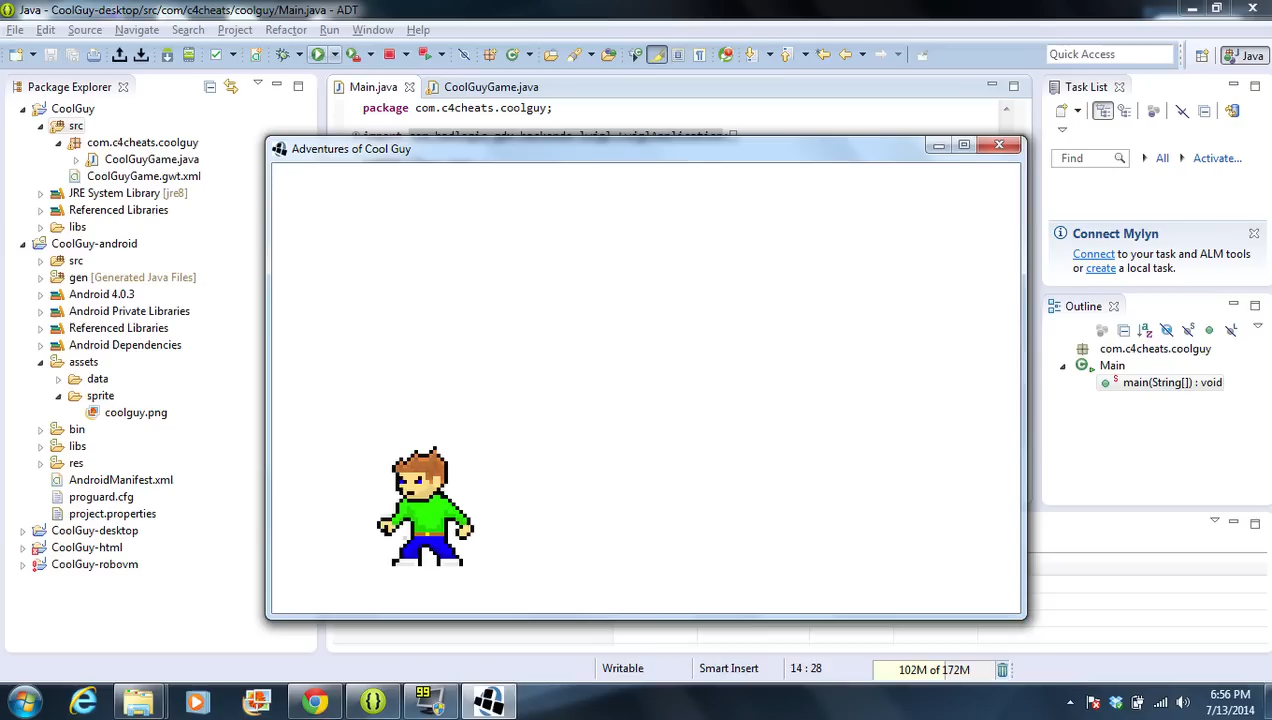 Java - CoolGuy-desktop/src/com/c4cheats/coolguy/Main.java - ADT
File Edit Source Navigate Search Project Refactor Run Window Help
Quick Access
Java
Package Explorer
Main.java
CoolGuyGame.java
Task List
CoolGuy
package com.c4cheats.coolguy;
src
com.c4cheats.coolguy
CoolGuyGame.java
CoolGuyGame.gwt.xml
JRE System Library [jre8]
Referenced Libraries
libs
CoolGuy-android
src
gen [Generated Java Files]
Android 4.0.3
Android Private Libraries
Referenced Libraries
Android Dependencies
assets
data
sprite
coolguy.png
bin
libs
res
AndroidManifest.xml
proguard.cfg
project.properties
CoolGuy-desktop
CoolGuy-html
CoolGuy-robovm
Adventures of Cool Guy
Find
All
Activate...
Connect Mylyn
Connect to your task and ALM tools
or create a local task.
Outline
com.c4cheats.coolguy
Main
main(String[]) : void
Writable
Smart Insert
14 : 28
102M of 172M
99
6:56 PM
7/13/2014